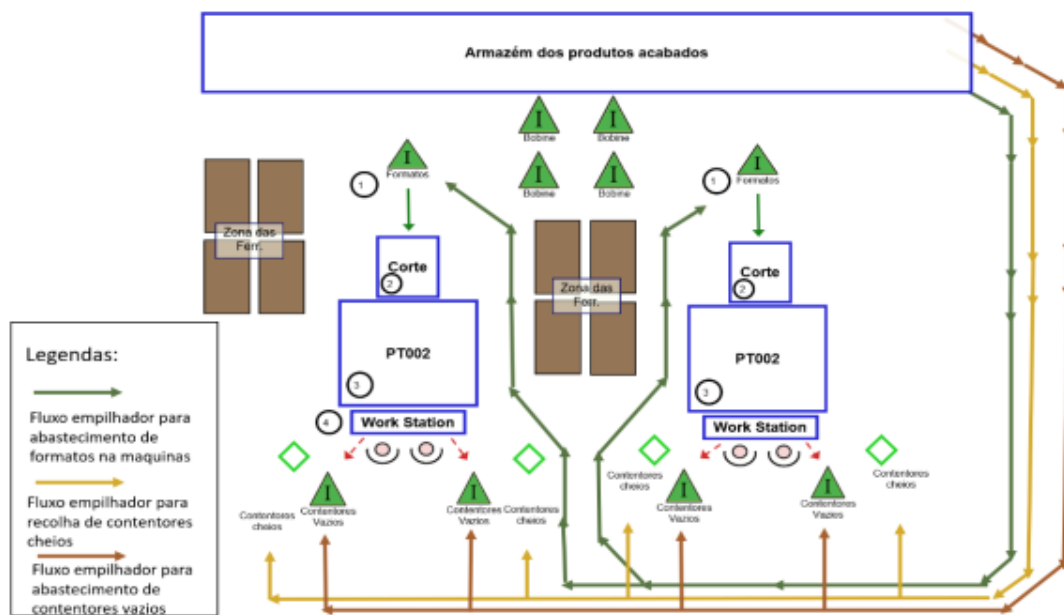 Armazém dos produtos acabados
I
I
Bobine
Bobine
I
I
Bobine
Bobine
I
Formatos
1
I
Formatos
1
Zona das
Ferr.
Zona das
Ferr.
Corte
2
Corte
2
PT002
3
PT002
3
4
Work Station
Work Station
I
Contentores
Vazios
I
Contentores
Vazios
Contentores
cheios
Contentores
cheios
Contentores
cheios
I
Contentores
Vazios
I
Contentores
Vazios
Contentores
cheios
Legendas:
Fluxo empilhador para
abastecimento de
formatos na maquinas
Fluxo empilhador para
recolha de contentores
cheios
Fluxo empilhador para
abastecimento de
contentores vazios